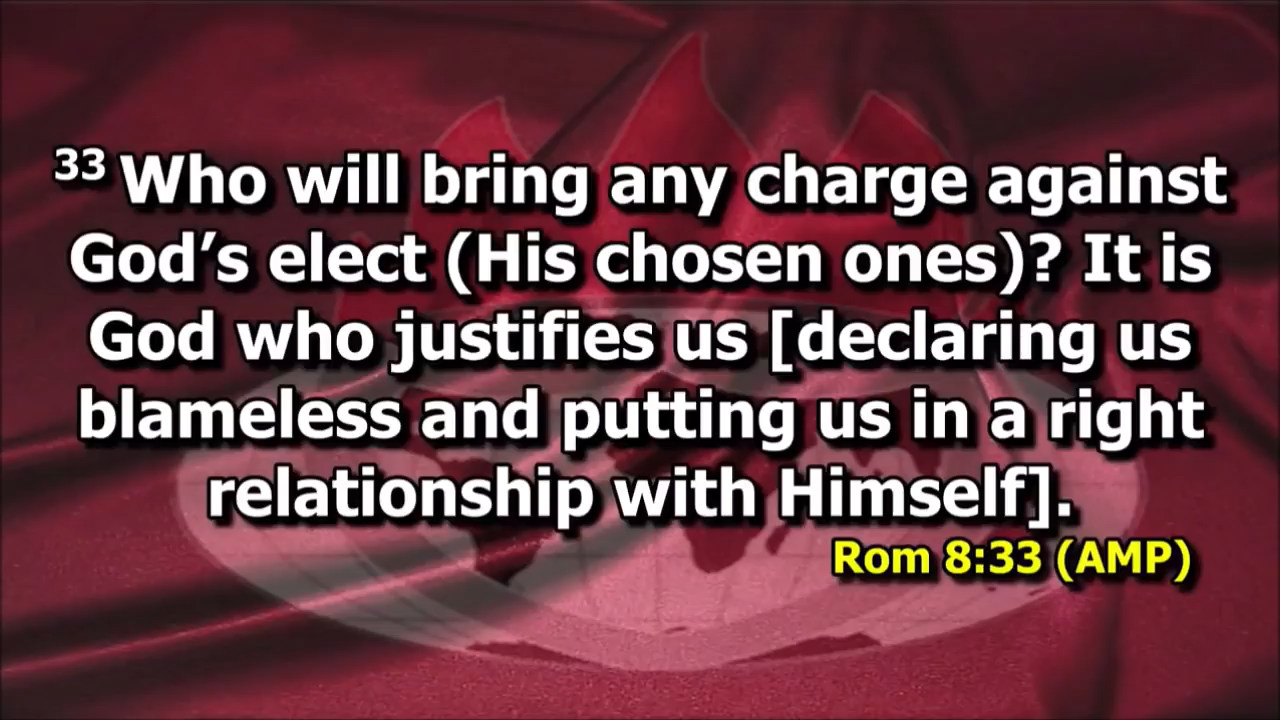 33 Who will bring any charge against
God’s elect (His chosen ones)? It is
God who justifies us [declaring us
blameless and putting us in a right
relationship with Himself].
Rom 8:33 (AMP)